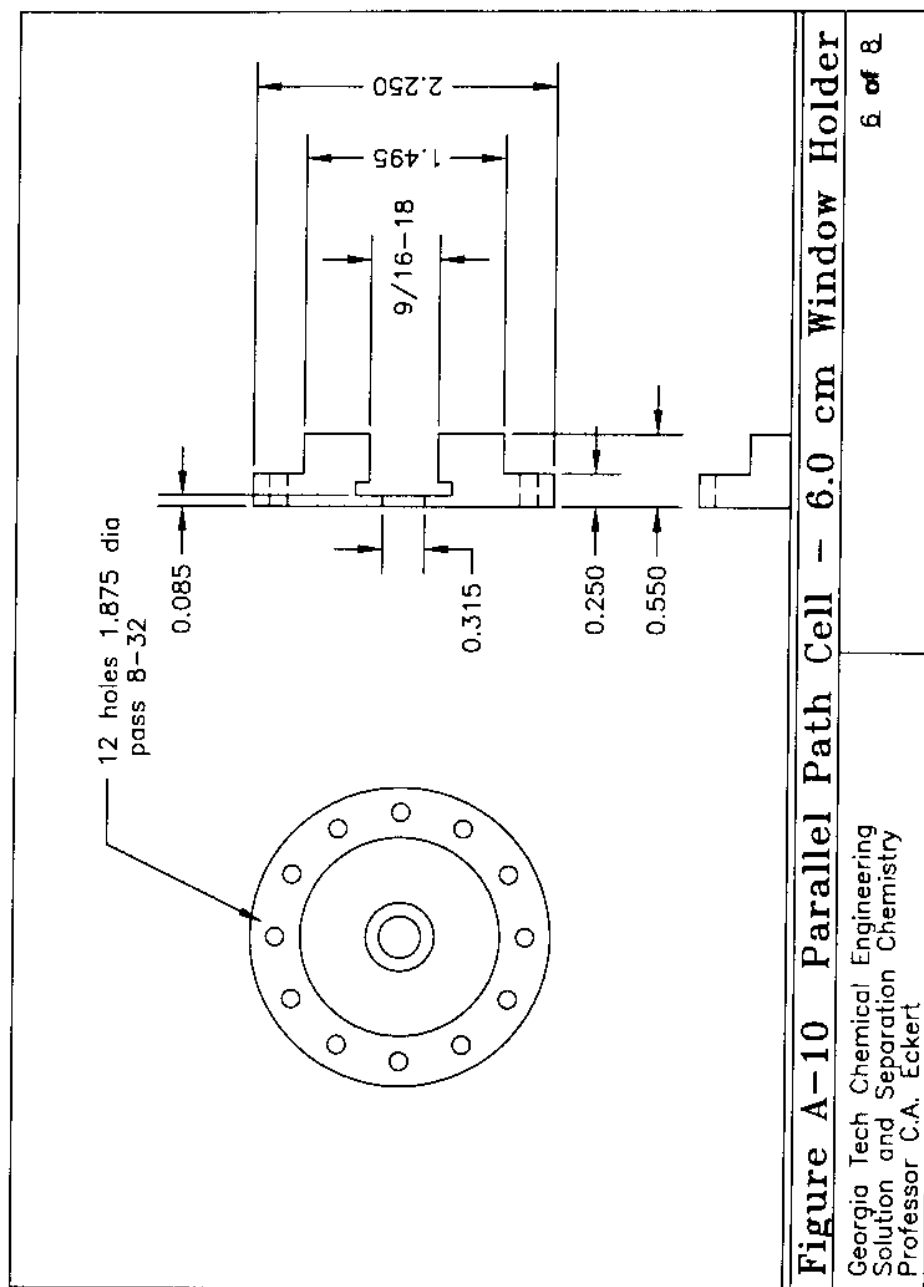 12 holes 1.875 dia
pass 8-32
0.085
0.315
0.250
0.550
9/16-18
1.495
2.250
Figure A-10 Parallel Path Cell - 6.0 cm Window Holder
Georgia Tech Chemical Engineering
Solution and Separation Chemistry
Professor C.A. Eckert
6 of 8